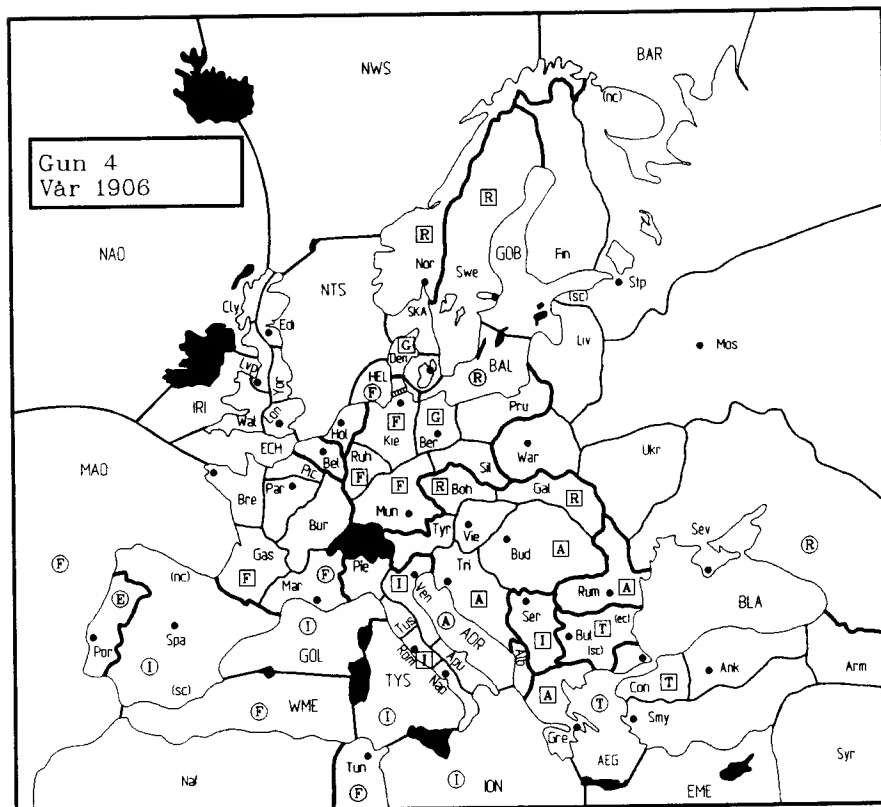 NWS
BAR
(nc)
Gun 4
Vår 1906
R
NAO
R
GOB
Fin
Nor
Swe
Stp
NTS
(sc)
Cly
SKA
Edi
Liv
Mos
G
Den
BAL
Lvp
Yor
HEL
R
F
IRI
Wal
Lon
Hol
F
G
Pru
Kie
Ber
War
Ukr
MAO
ECH
Bel
Ruh
Sil
Pic
F
F
R
Boh
Gal
R
Bre
Par
Mun
Bur
Tyr
Vie
Sev
R
F
Gas
Pie
Tri
Bud
A
(nc)
F
Mar
F
I
Ven
A
Rum
A
BLA
E
Ser
I
Tus
A
ADR
Bul
T
(ec)
Por
Spa
GOL
Rom
I
Apu
Alb
I
(sc)
Ank
Arm
I
TYS
Nap
Con
T
(sc)
WME
A
T
F
I
Smy
Gre
Syr
Naf
Tun
AEG
F
I
ION
EME